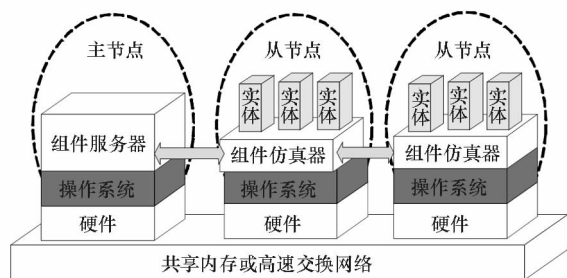 主节点
从节点
从节点
实体
实体
实体
实体
实体
实体
组件服务器
组件仿真器
组件仿真器
操作系统
操作系统
操作系统
硬件
硬件
硬件
共享内存或高速交换网络